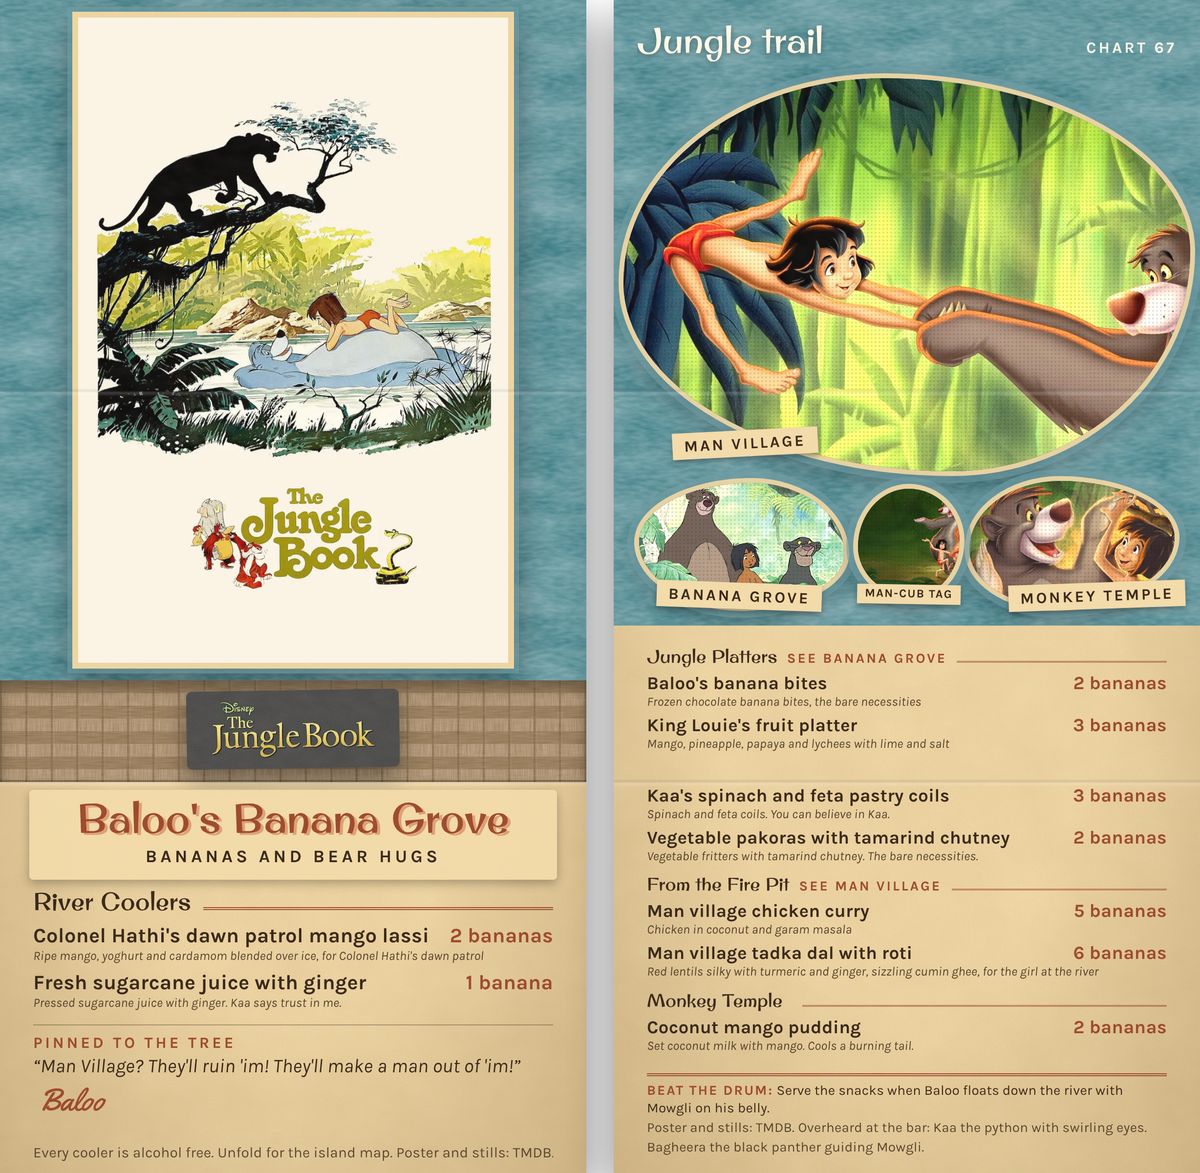 The
Jungle
Book
Disney
The
Jungle Book
Baloo's Banana Grove
BANANAS AND BEAR HUGS
River Coolers
Colonel Hathi's dawn patrol mango lassi 2 bananas
Ripe mango, yoghurt and cardamom blended over ice, for Colonel Hathi's dawn patrol
Fresh sugarcane juice with ginger 1 banana
Pressed sugarcane juice with ginger. Kaa says trust in me.
PINNED TO THE TREE
“Man Village? They'll ruin 'im! They'll make a man out of 'im!”
Baloo
Every cooler is alcohol free. Unfold for the island map. Poster and stills: TMDB.
Jungle trail
CHART 67
MAN VILLAGE
BANANA GROVE
MAN-CUB TAG
MONKEY TEMPLE
Jungle Platters SEE BANANA GROVE
Baloo's banana bites 2 bananas
Frozen chocolate banana bites, the bare necessities
King Louie's fruit platter 3 bananas
Mango, pineapple, papaya and lychees with lime and salt
Kaa's spinach and feta pastry coils 3 bananas
Spinach and feta coils. You can believe in Kaa.
Vegetable pakoras with tamarind chutney 2 bananas
Vegetable fritters with tamarind chutney. The bare necessities.
From the Fire Pit SEE MAN VILLAGE
Man village chicken curry 5 bananas
Chicken in coconut and garam masala
Man village tadka dal with roti 6 bananas
Red lentils silky with turmeric and ginger, sizzling cumin ghee, for the girl at the river
Monkey Temple
Coconut mango pudding 2 bananas
Set coconut milk with mango. Cools a burning tail.
BEAT THE DRUM: Serve the snacks when Baloo floats down the river with
Mowgli on his belly.
Poster and stills: TMDB. Overheard at the bar: Kaa the python with swirling eyes.
Bagheera the black panther guiding Mowgli.